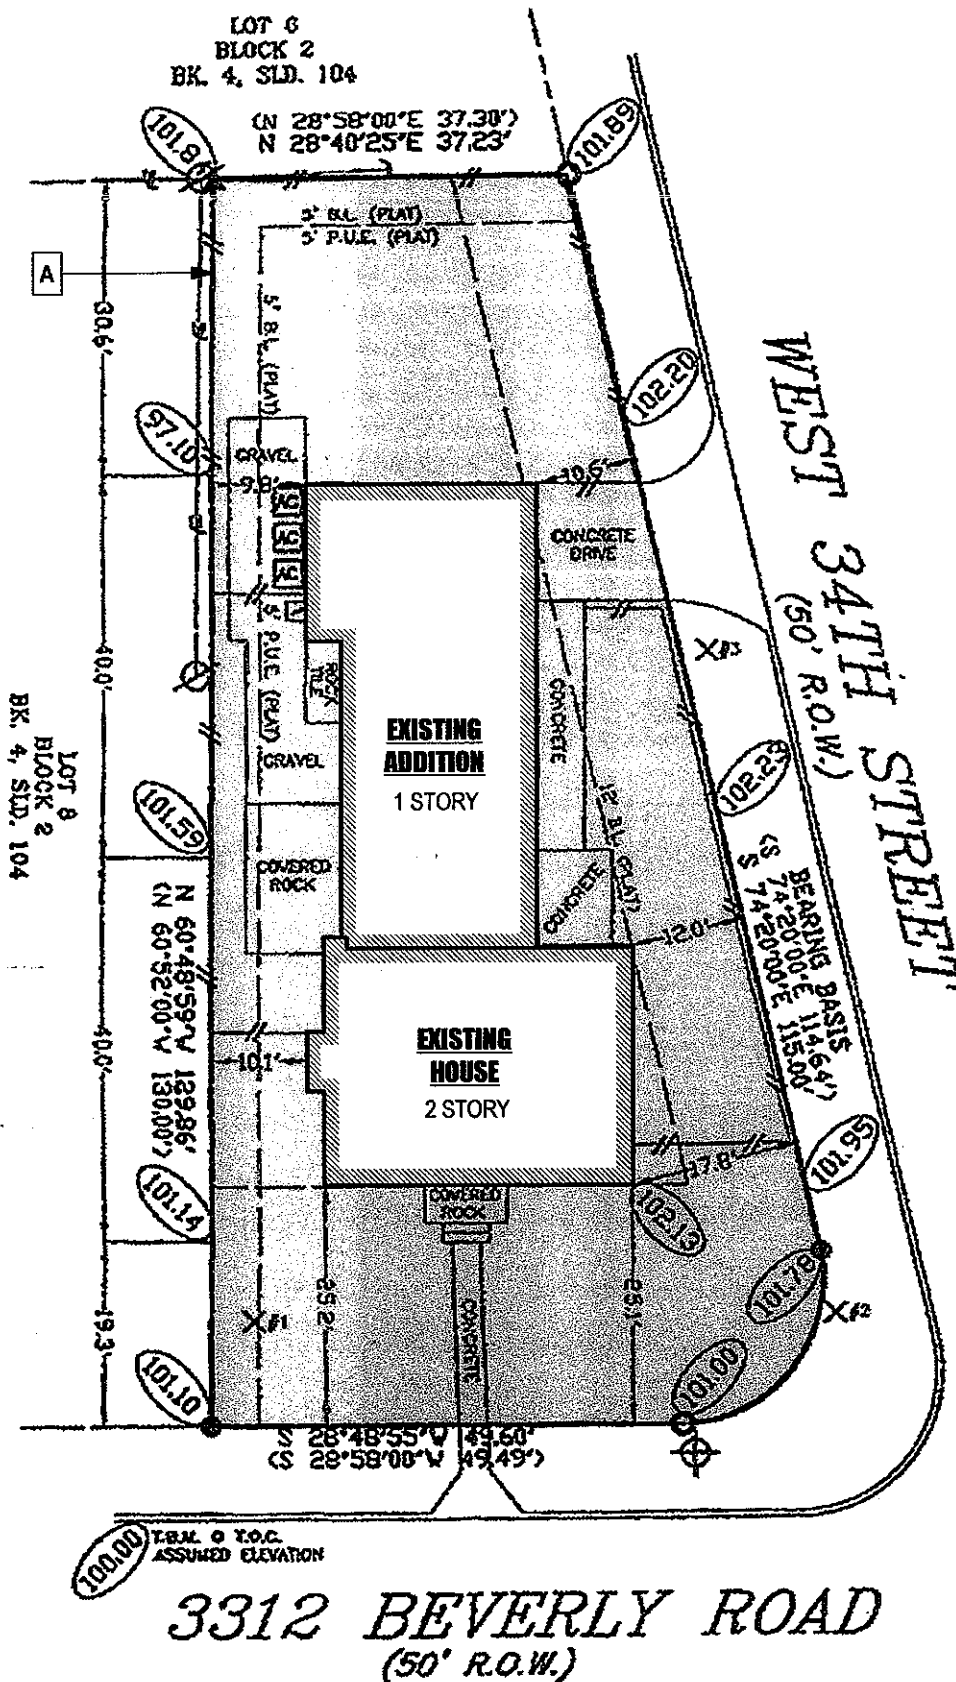 LOT 6
BLOCK 2
BK. 4, SLD. 104
(N 28°58'00"E 37.30')
N 28°40'25"E 37.23'
101.89
5' B.L. (PLAT)
5' P.U.E. (PLAT)
A
30.6'
5' B.L. (PLAT)
102.20
WEST 34TH STREET
(50' R.O.W.)
GRAVEL
9.8'
10.6'
AC
AC
AC
CONCRETE
DRIVE
5' P.U.E. (PLAT)
#3
40.0'
ROCK
TILE
CONCRETE
EXISTING
ADDITION
1 STORY
GRAVEL
102.29
LOT 8
BLOCK 2
BK. 4, SLD. 104
101.59
12' B.L. (PLAT)
COVERED
ROCK
CONCRETE
BEARING BASIS
(S 74°20'00"E 114.64')
S 74°20'00"E 115.00'
12.0'
N 60°48'59"W 129.86'
(N 60°52'00"W 130.00')
40.0'
10.1'
EXISTING
HOUSE
2 STORY
17.8'
101.95
101.14
COVERED
ROCK
102.13
101.78
#2
19.3'
#1
25.2'
CONCRETE
25.1'
101.10
101.00
S 28°48'55"W 49.60'
(S 28°58'00"W 49.49')
100.00
T.B.M. @ T.O.C.
ASSUMED ELEVATION
3312 BEVERLY ROAD
(50' R.O.W.)